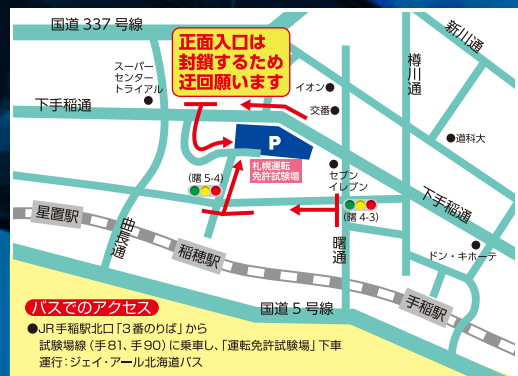 国道337号線
新川通
正面入口は
封鎖するため
迂回願います
スーパー
センター
トライアル
樽川通
イオン
交番
下手稲通
道科大
P
札幌運転
免許試験場
セブン
イレブン
(曙5-4)
下手稲通
(曙4-3)
星置駅
曲長通
稲穂駅
曙通
ドン・キホーテ
手稲駅
国道5号線
バスでのアクセス
●JR手稲駅北口「3番のりば」から
試験場線(手81、手90)に乗車し、「運転免許試験場」下車
運行:ジェイ・アール北海道バス